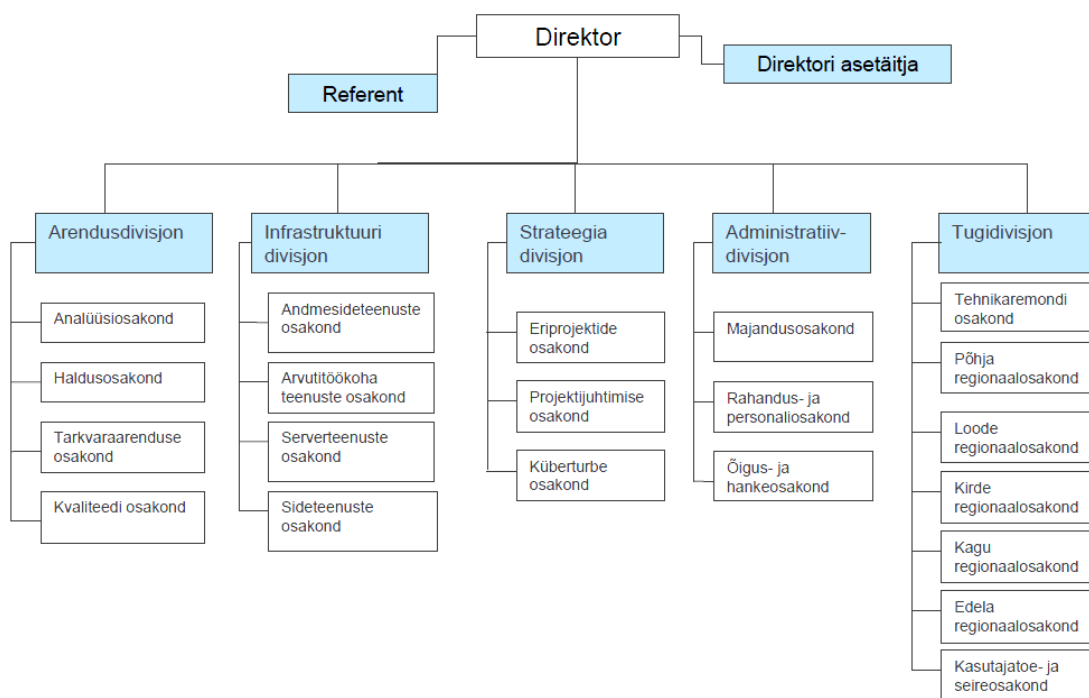 Direktor
Direktori asetäitja
Referent
Arendusdivisjon
Analüüsiosakond
Haldusosakond
Tarkvaraarenduse
osakond
Kvaliteedi osakond
Infrastruktuuri
divisjon
Andmesideteenuste
osakond
Arvutitöökoha
teenuste osakond
Serverteenuste
osakond
Sideteenuste
osakond
Strateegia
divisjon
Eriprojektide
osakond
Projektijuhtimise
osakond
Küberturbe
osakond
Administratiiv-
divisjon
Majandusosakond
Rahandus- ja
personaliosakond
Õigus- ja
hankeosakond
Tugidivisjon
Tehnikaremondi
osakond
Põhja
regionaalosakond
Loode
regionaalosakond
Kirde
regionaalosakond
Kagu
regionaalosakond
Edela
regionaalosakond
Kasutajatoe- ja
seireosakond